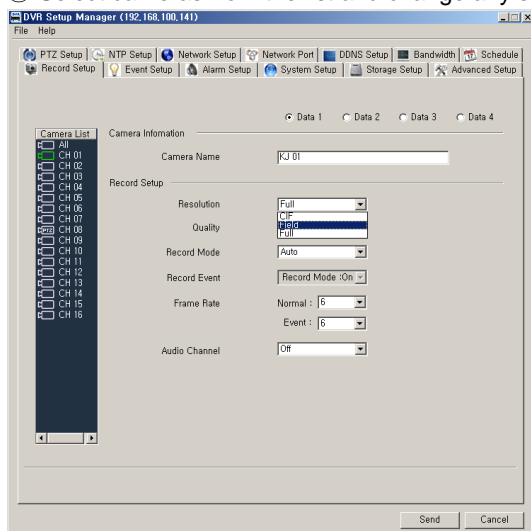 DVR Setup Manager (192,168,100,141)
File Help
PTZ Setup NTP Setup Network Setup Network Port DDNS Setup Bandwidth Schedule
Record Setup Event Setup Alarm Setup System Setup Storage Setup Advanced Setup
Data 1 Data 2 Data 3 Data 4
Camera List
All
CH 01
CH 02
CH 03
CH 04
CH 05
CH 06
CH 07
PTZ CH 08
CH 09
CH 10
CH 11
CH 12
CH 13
CH 14
CH 15
CH 16
Camera Infomation
Camera Name KJ 01
Record Setup
Resolution Full
CIF
Field
Full
Quality
Record Mode Auto
Record Event Record Mode :On
Frame Rate Normal : 6
Event : 6
Audio Channel Off
Send Cancel